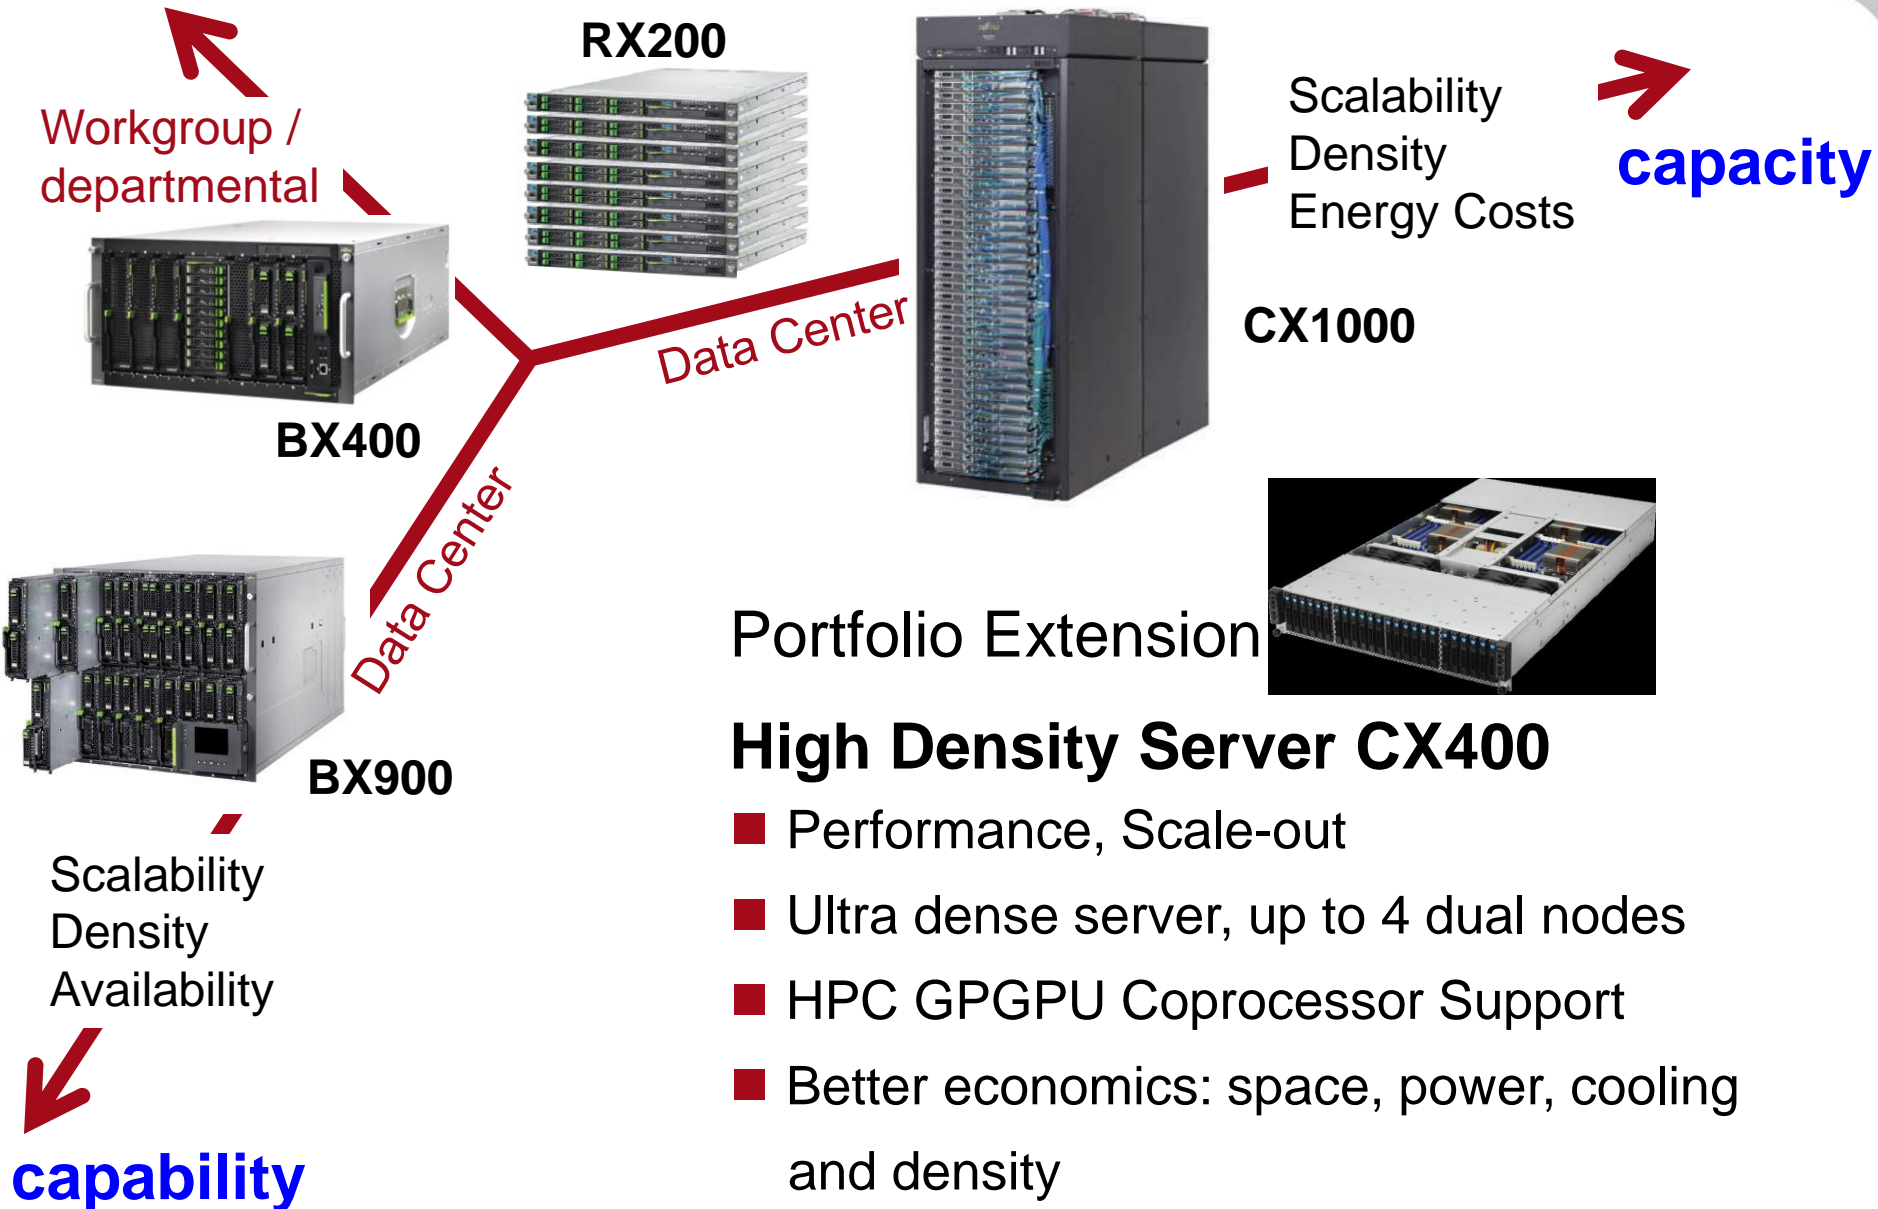 RX200
Workgroup /
departmental
Scalability
Density
Energy Costs
capacity
Data Center
CX1000
BX400
Data Center
BX900
Scalability
Density
Availability
capability
Portfolio Extension
High Density Server CX400
Performance, Scale-out
Ultra dense server, up to 4 dual nodes
HPC GPGPU Coprocessor Support
Better economics: space, power, cooling
and density